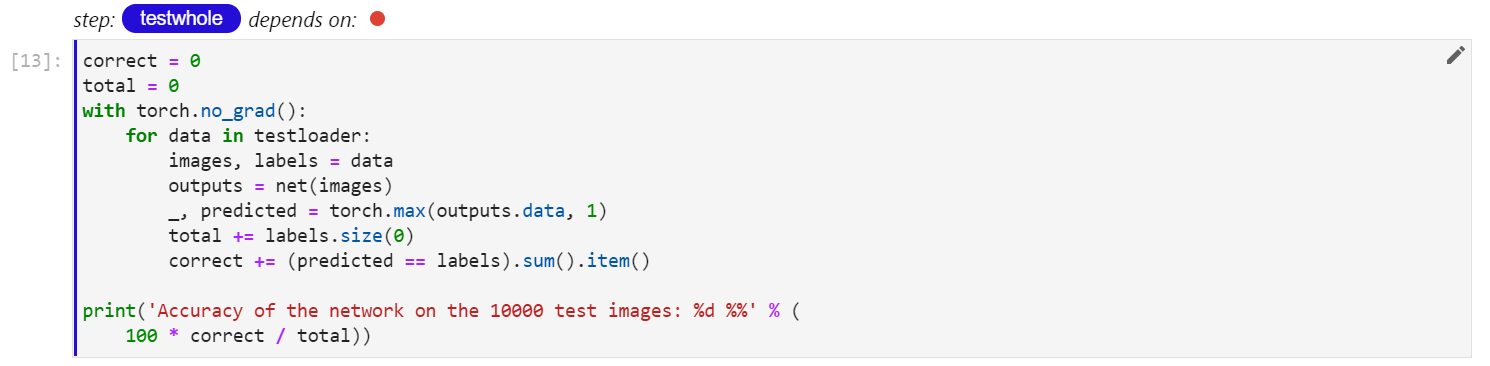 step: testwhole depends on:
[13]:
correct = 0
total = 0
with torch.no_grad():
    for data in testloader:
        images, labels = data
        outputs = net(images)
        _, predicted = torch.max(outputs.data, 1)
        total += labels.size(0)
        correct += (predicted == labels).sum().item()

print('Accuracy of the network on the 10000 test images: %d %%' % (
    100 * correct / total))